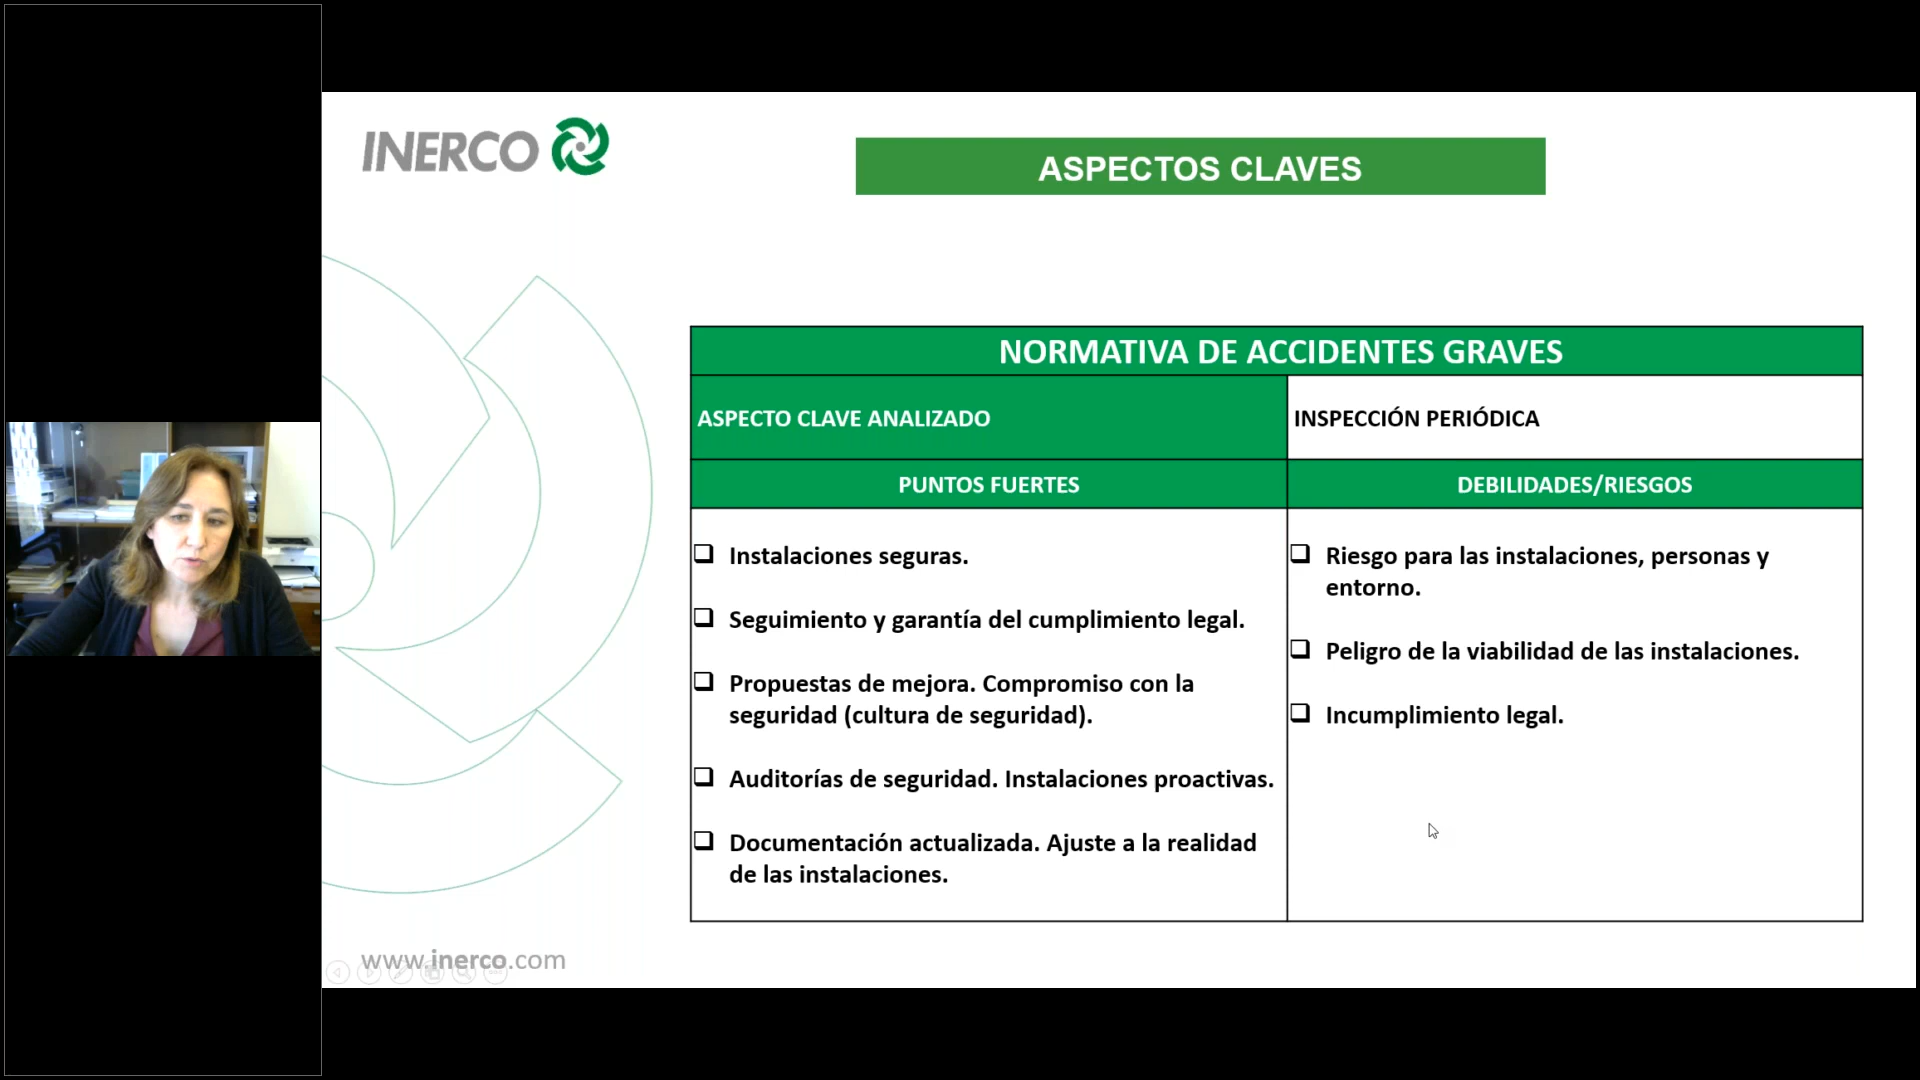 INERCO
ASPECTOS CLAVES
NORMATIVA DE ACCIDENTES GRAVES
ASPECTO CLAVE ANALIZADO
INSPECCIÓN PERIÓDICA
PUNTOS FUERTES
DEBILIDADES/RIESGOS
Instalaciones seguras.
Seguimiento y garantía del cumplimiento legal.
Propuestas de mejora. Compromiso con la
seguridad (cultura de seguridad).
Auditorías de seguridad. Instalaciones proactivas.
Documentación actualizada. Ajuste a la realidad
de las instalaciones.
Riesgo para las instalaciones, personas y
entorno.
Peligro de la viabilidad de las instalaciones.
Incumplimiento legal.
www.inerco.com